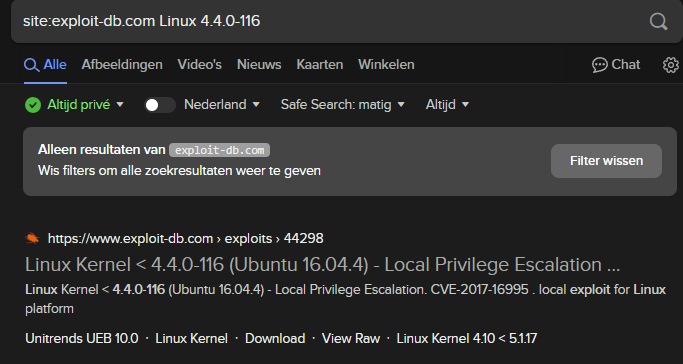 site:exploit-db.com Linux 4.4.0-116
Alle Afbeeldingen Video's Nieuws Kaarten Winkelen Chat
Altijd privé Nederland Safe Search: matig Altijd
Alleen resultaten van exploit-db.com
Wis filters om alle zoekresultaten weer te geven
Filter wissen
https://www.exploit-db.com › exploits › 44298
Linux Kernel < 4.4.0-116 (Ubuntu 16.04.4) - Local Privilege Escalation ...
Linux Kernel < 4.4.0-116 (Ubuntu 16.04.4) - Local Privilege Escalation. CVE-2017-16995 . local exploit for Linux
platform
Unitrends UEB 10.0 · Linux Kernel · Download · View Raw · Linux Kernel 4.10 < 5.1.17